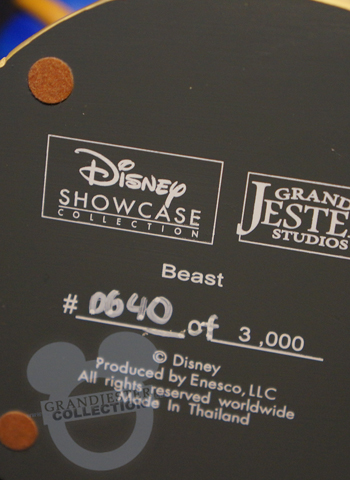 Disney
SHOWCASE
COLLECTION
GRAND
JESTE
STUDIOS
Beast
# 0640 of 3,000
© Disney
Produced by Enesco, LLC
All rights reserved worldwide
Made In Thailand
GRANDJESTER
COLLECTION